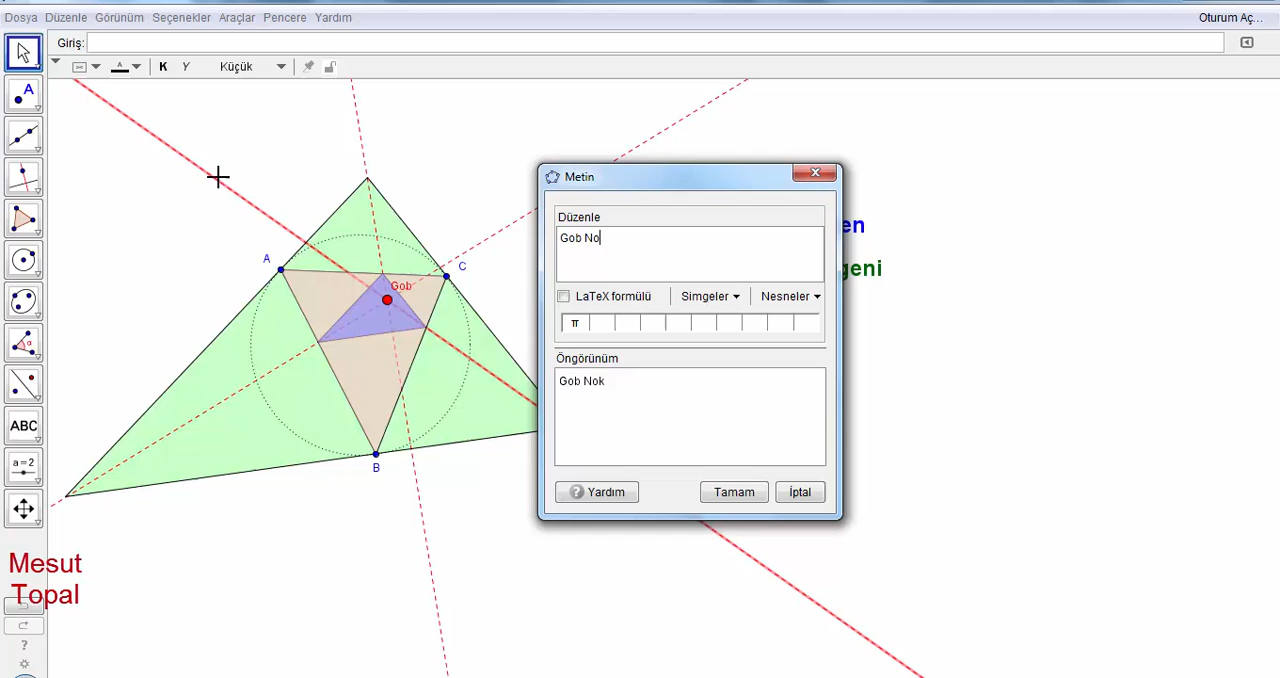 Dosya Düzenle Görünüm Seçenekler Araçlar Pencere Yardım Oturum Aç...
Giriş:
A K Y Küçük
A
ABC
a=2
α
Metin
Düzenle
Gob No
LaTeX formülü Simgeler Nesneler
π
Öngörünüm
Gob Nok
Yardım Tamam İptal
en
geni
A
C
Gob
B
Mesut
Topal
?